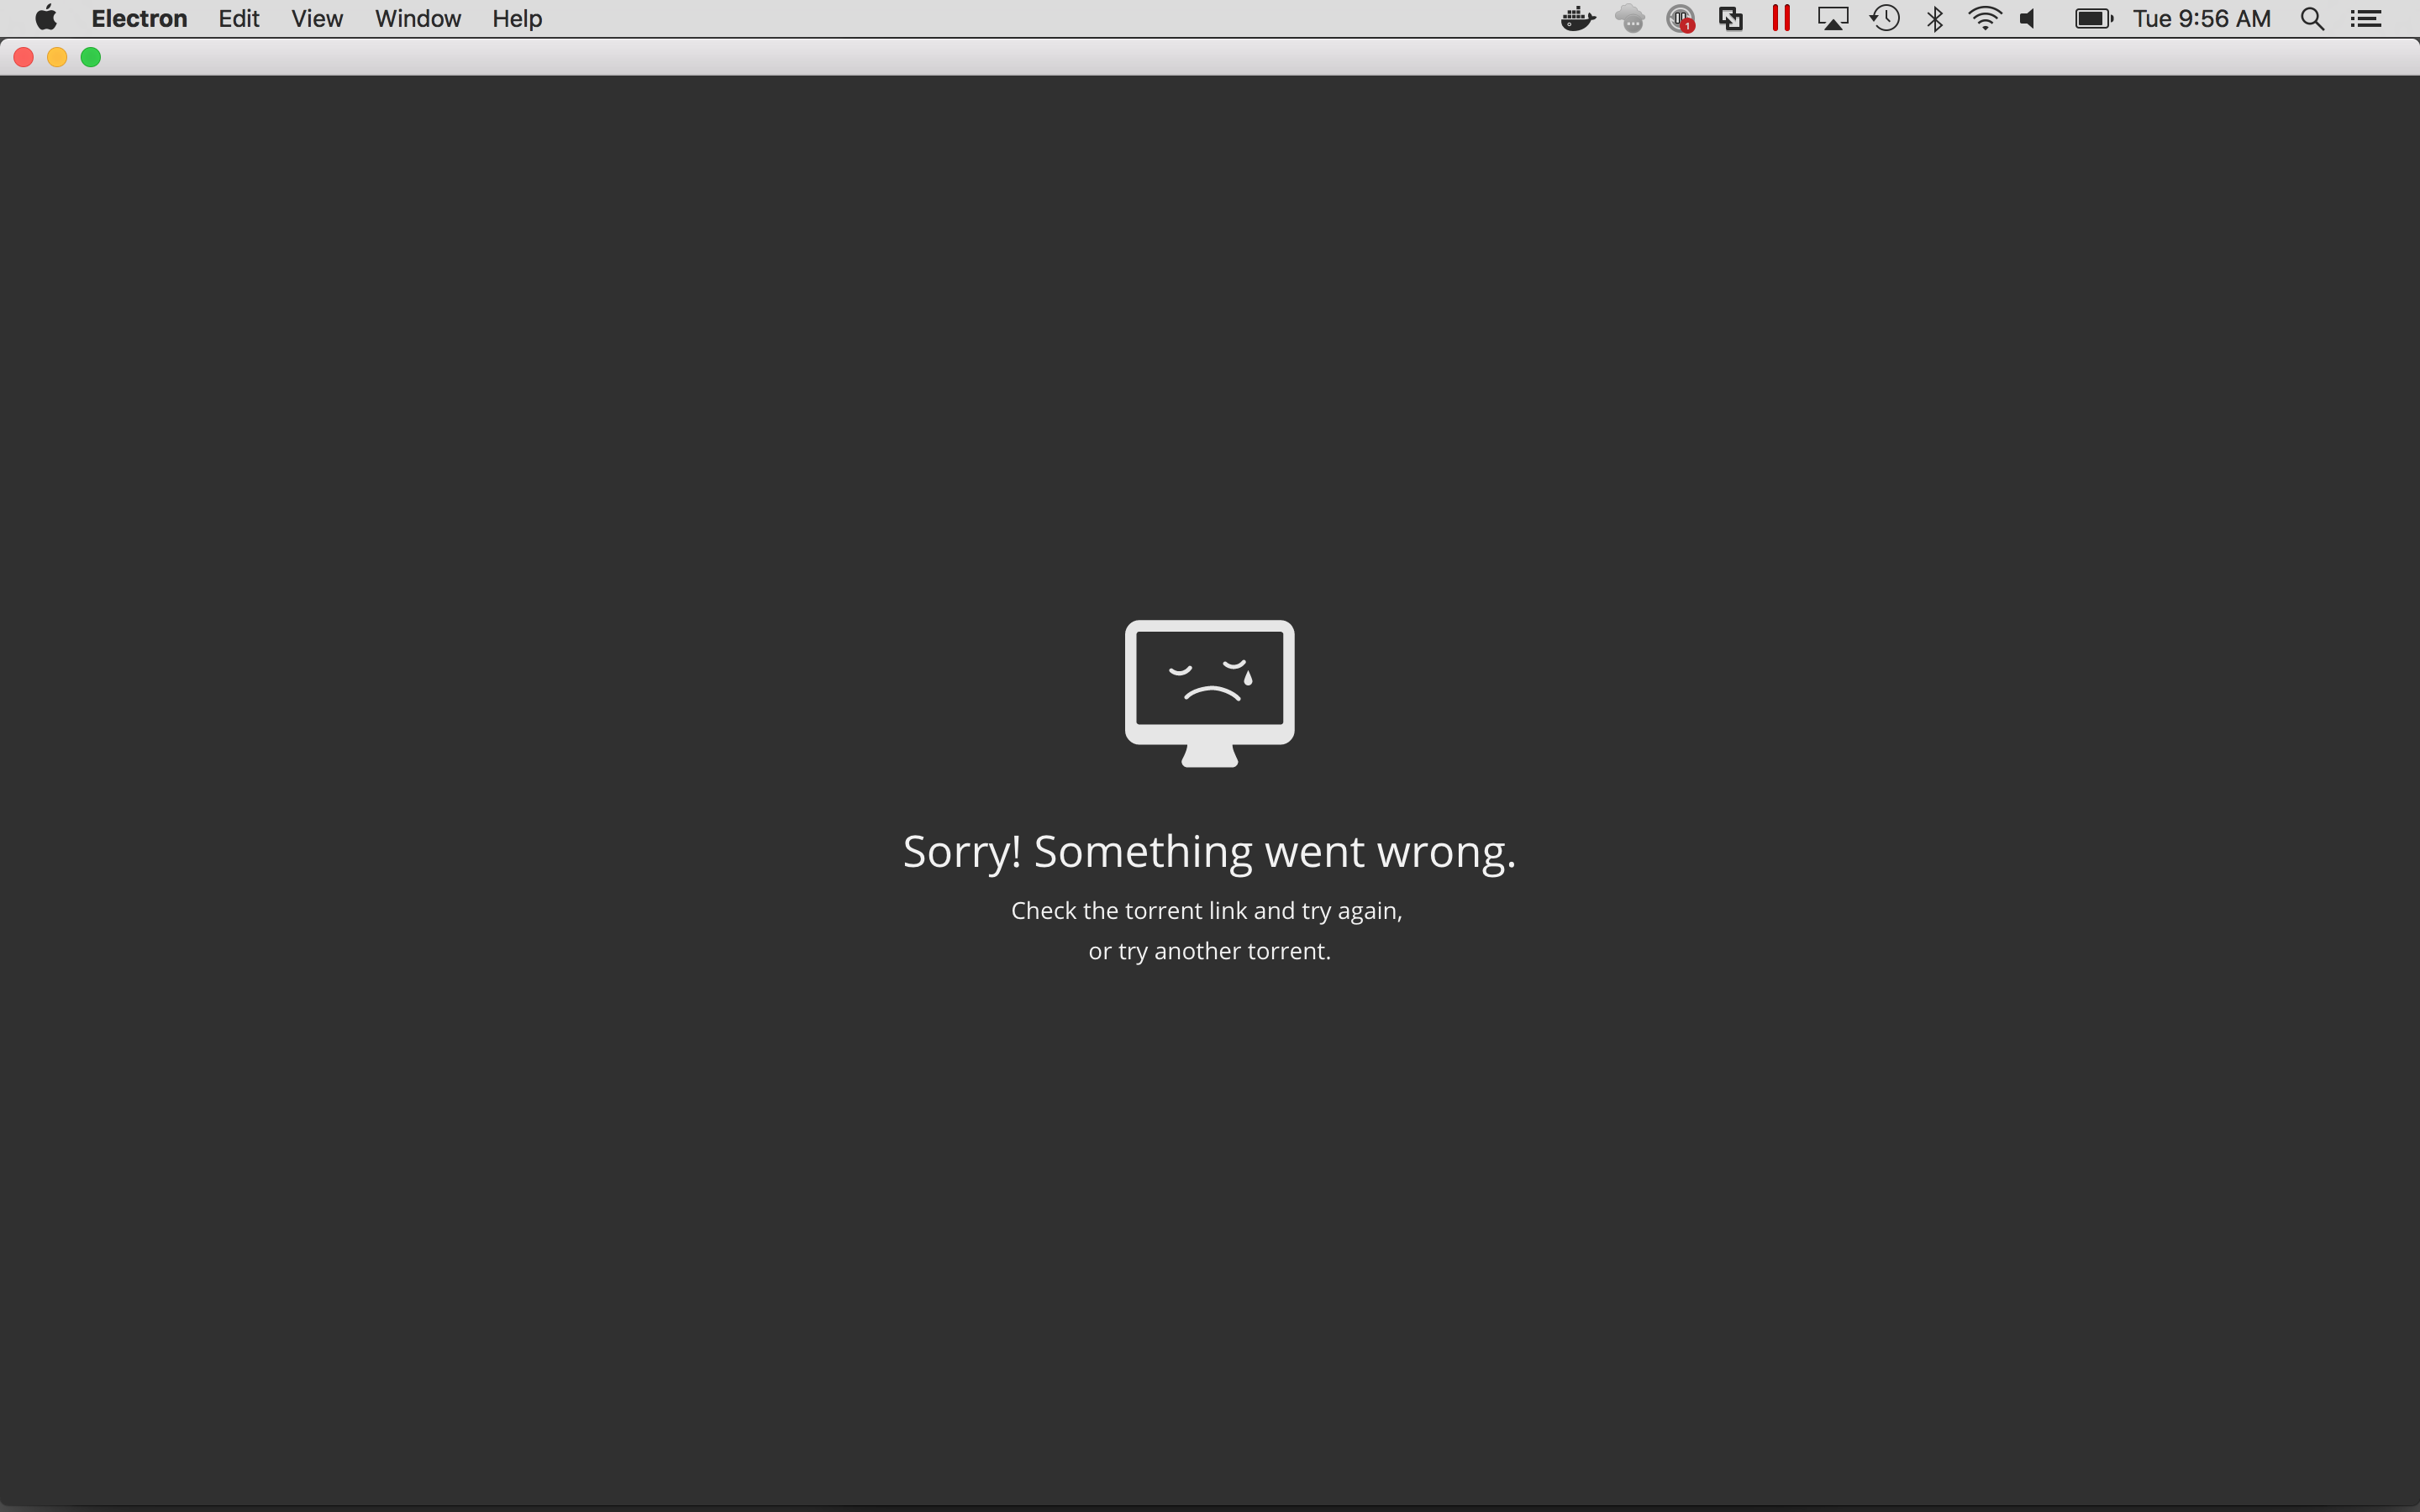 Electron Edit View Window Help 1 Tue 9:56 AM
Sorry! Something went wrong.
Check the torrent link and try again,
or try another torrent.